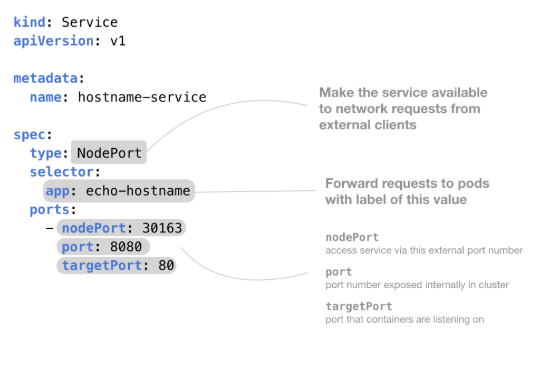 kind: Service
apiVersion: v1
metadata:
name: hostname-service
spec:
type: NodePort
selector:
app: echo-hostname
ports:
- nodePort: 30163
port: 8080
targetPort: 80
Make the service available
to network requests from
external clients
Forward requests to pods
with label of this value
nodePort
access service via this external port number
port
port number exposed internally in cluster
targetPort
port that containers are listening on